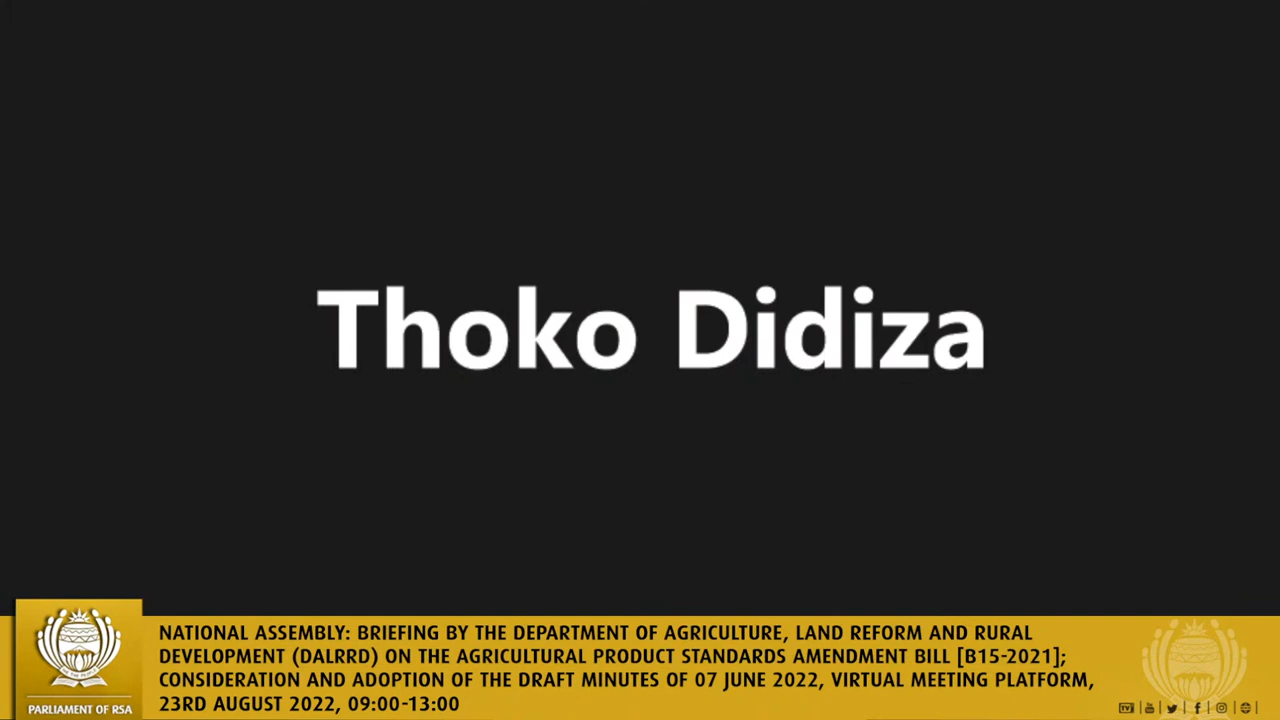 Thoko Didiza
NATIONAL ASSEMBLY: BRIEFING BY THE DEPARTMENT OF AGRICULTURE, LAND REFORM AND RURAL
DEVELOPMENT (DALRRD) ON THE AGRICULTURAL PRODUCT STANDARDS AMENDMENT BILL [B15-2021];
CONSIDERATION AND ADOPTION OF THE DRAFT MINUTES OF 07 JUNE 2022, VIRTUAL MEETING PLATFORM,
23RD AUGUST 2022, 09:00-13:00
PARLIAMENT OF RSA